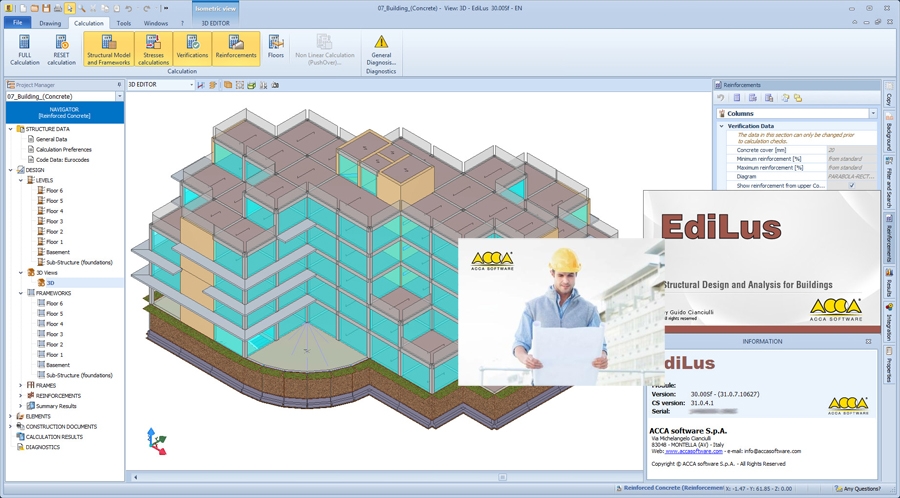 07_Building_(Concrete) - View: 3D - EdiLus 30.00Sf - EN
Isometric view
File
Drawing
Calculation
Tools
Windows
?
3D EDITOR
FULL Calculation
RESET calculation
Structural Model and Frameworks
Stresses calculations
Verifications
Reinforcements
Floors
Non Linear Calculation (PushOver)...
General Diagnosis...
Calculation
Diagnostics
Project Manager
07_Building_(Concrete)
NAVIGATOR
[Reinforced Concrete]
STRUCTURE DATA
General Data
Calculation Preferences
Code Data: Eurocodes
DESIGN
LEVELS
Floor 6
Floor 5
Floor 4
Floor 3
Floor 2
Floor 1
Basement
Sub-Structure (foundations)
3D Views
3D
FRAMEWORKS
Floor 6
Floor 5
Floor 4
Floor 3
Floor 2
Floor 1
Basement
Sub-Structure (foundations)
FRAMES
REINFORCEMENTS
Summary Results
ELEMENTS
CONSTRUCTION DOCUMENTS
CALCULATION RESULTS
DIAGNOSTICS
3D EDITOR
Reinforcements
Columns
Verification Data
The data in this section can only be changed prior
to calculation checks.
Concrete cover [mm] 20
Minimum reinforcement [%] from standard
Maximum reinforcement [%] from standard
Diagram PARABOLA-RECT...
Show reinforcement from upper Co...
Copy
Background
Filter and Search
Reinforcements
Results
Integration
Properties
ACCA
ACCA SOFTWARE
EdiLus
Structural Design and Analysis for Buildings
by Guido Cianciulli
All rights reserved
ACCA
ACCA SOFTWARE
INFORMATION
EdiLus
Module:
Version: 30.00Sf - (31.0.7.10627)
CS version: 31.0.4.1
Serial:
ACCA
ACCA SOFTWARE
ACCA software S.p.A.
Via Michelangelo Cianciulli
83048 - MONTELLA (AV) - Italy
Web: www.accasoftware.com - e-mail: info@accasoftware.com
Copyright © ACCA software S.p.A. - All Rights Reserved
Reinforced Concrete (Reinforcemen
X: -1.47 - Y: 61.85 - Z: 0.00
Any Questions?